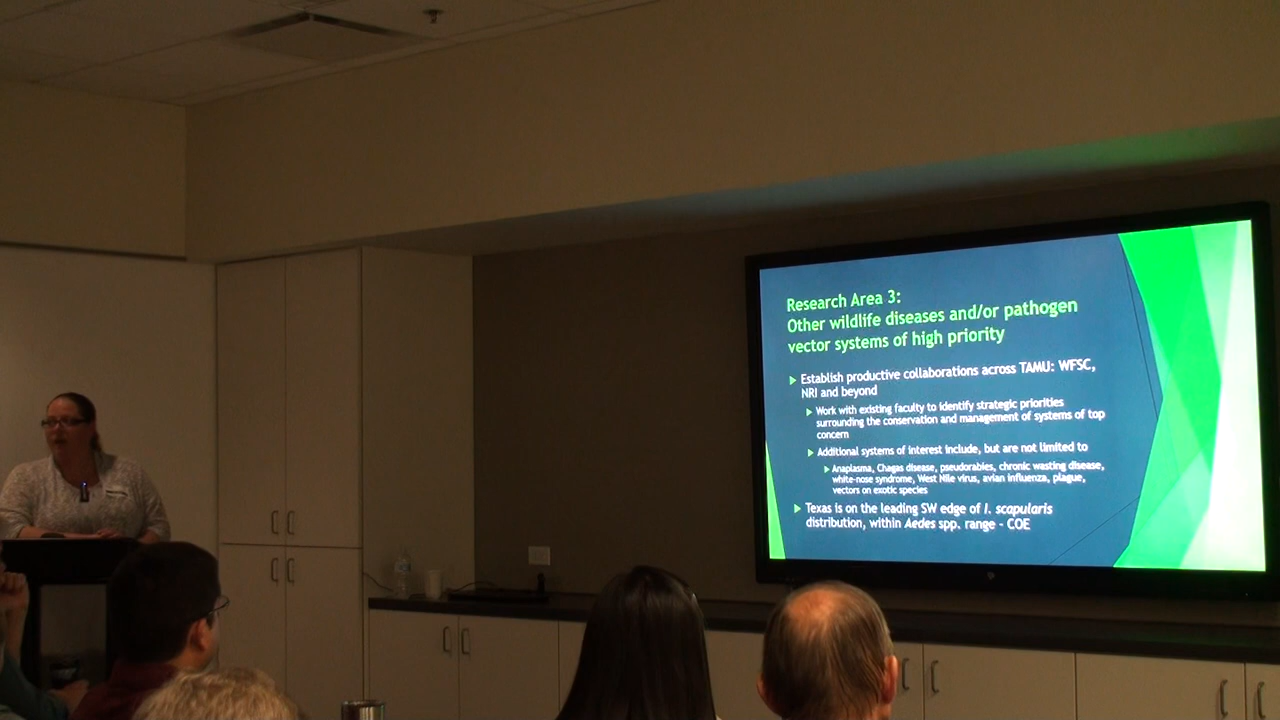 Research Area 3:
Other wildlife diseases and/or pathogen
vector systems of high priority
Establish productive collaborations across TAMU: WFSC,
NRI and beyond
Work with existing faculty to identify strategic priorities
surrounding the conservation and management of systems of top
concern
Additional systems of interest include, but are not limited to
Anaplasma, Chagas disease, pseudorabies, chronic wasting disease,
white-nose syndrome, West Nile virus, avian influenza, plague,
vectors on exotic species
Texas is on the leading SW edge of I. scapularis
distribution, within Aedes spp. range - COE